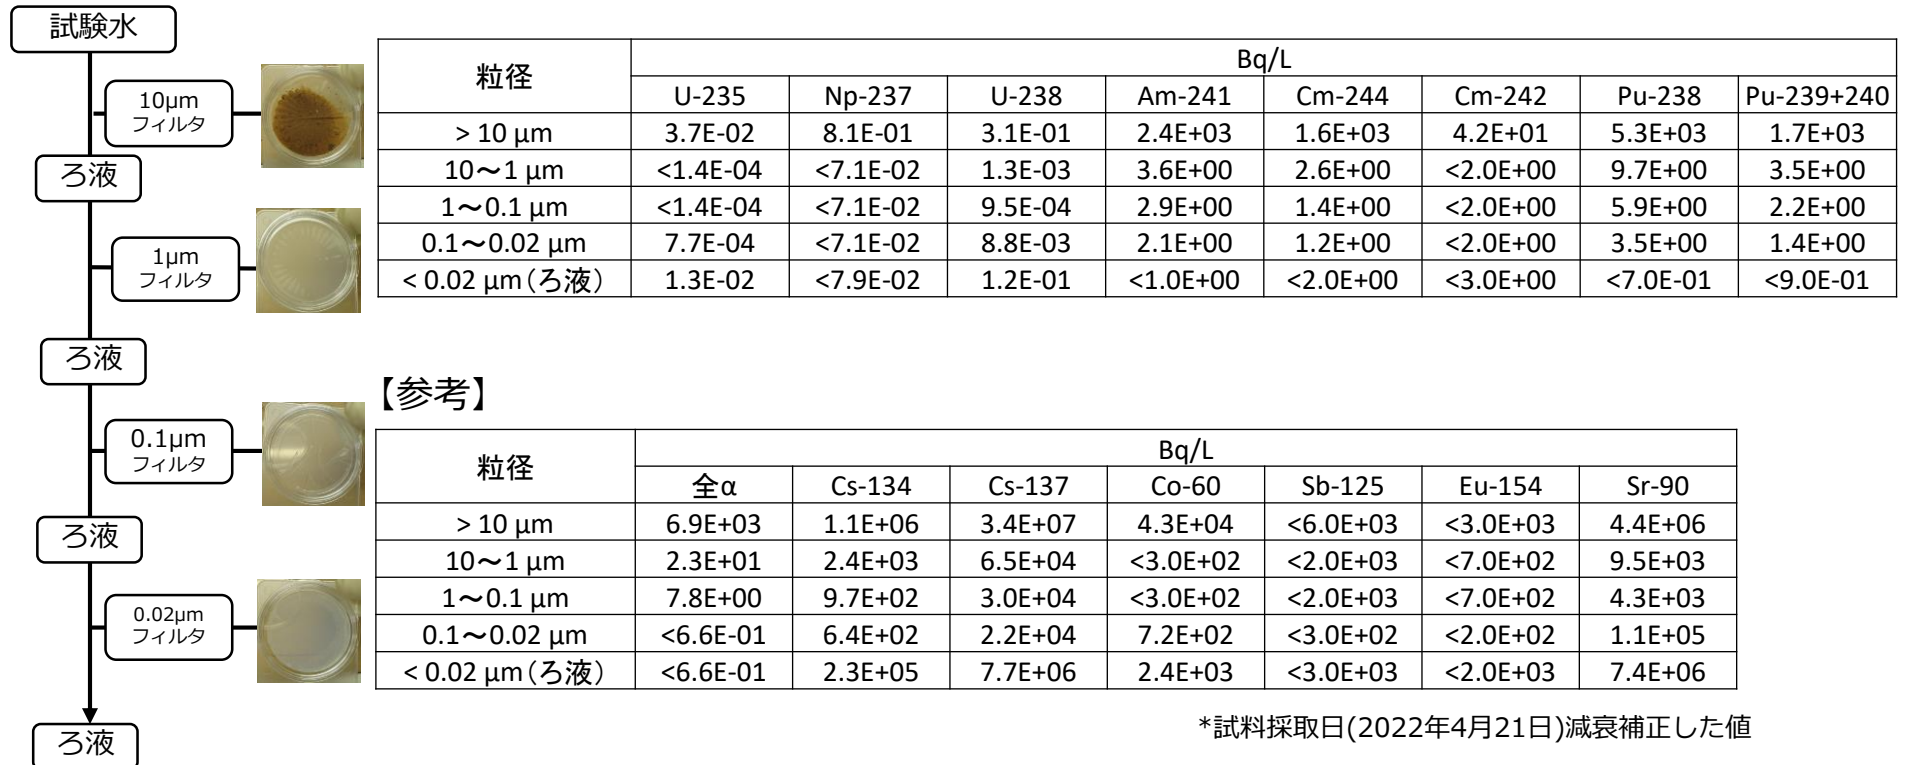 試験水
10μm
フィルタ
ろ液
1μm
フィルタ
ろ液
0.1μm
フィルタ
ろ液
0.02μm
フィルタ
ろ液
粒径 Bq/L
U-235 Np-237 U-238 Am-241 Cm-244 Cm-242 Pu-238 Pu-239+240
> 10 μm 3.7E-02 8.1E-01 3.1E-01 2.4E+03 1.6E+03 4.2E+01 5.3E+03 1.7E+03
10～1 μm <1.4E-04 <7.1E-02 1.3E-03 3.6E+00 2.6E+00 <2.0E+00 9.7E+00 3.5E+00
1～0.1 μm <1.4E-04 <7.1E-02 9.5E-04 2.9E+00 1.4E+00 <2.0E+00 5.9E+00 2.2E+00
0.1～0.02 μm 7.7E-04 <7.1E-02 8.8E-03 2.1E+00 1.2E+00 <2.0E+00 3.5E+00 1.4E+00
< 0.02 μm（ろ液） 1.3E-02 <7.9E-02 1.2E-01 <1.0E+00 <2.0E+00 <3.0E+00 <7.0E-01 <9.0E-01
【参考】
粒径 Bq/L
全α Cs-134 Cs-137 Co-60 Sb-125 Eu-154 Sr-90
> 10 μm 6.9E+03 1.1E+06 3.4E+07 4.3E+04 <6.0E+03 <3.0E+03 4.4E+06
10～1 μm 2.3E+01 2.4E+03 6.5E+04 <3.0E+02 <2.0E+03 <7.0E+02 9.5E+03
1～0.1 μm 7.8E+00 9.7E+02 3.0E+04 <3.0E+02 <2.0E+03 <7.0E+02 4.3E+03
0.1～0.02 μm <6.6E-01 6.4E+02 2.2E+04 7.2E+02 <3.0E+02 <2.0E+02 1.1E+05
< 0.02 μm（ろ液） <6.6E-01 2.3E+05 7.7E+06 2.4E+03 <3.0E+03 <2.0E+03 7.4E+06
*試料採取日(2022年4月21日)減衰補正した値